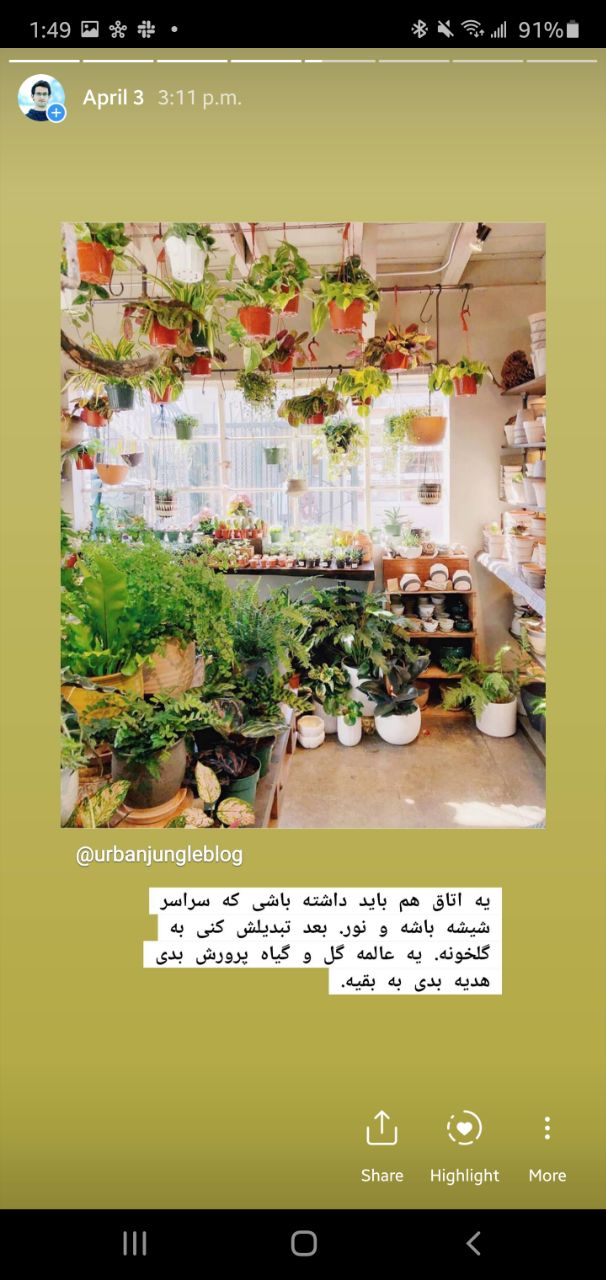 1:49
91%
April 3 3:11 p.m.
@urbanjungleblog
یه اتاق هم باید داشته باشی که سراسر
شیشه باشه و نور. بعد تبدیلش کنی به
گلخونه. یه عالمه گل و گیاه پرورش بدی
هدیه بدی به بقیه.
Share Highlight More